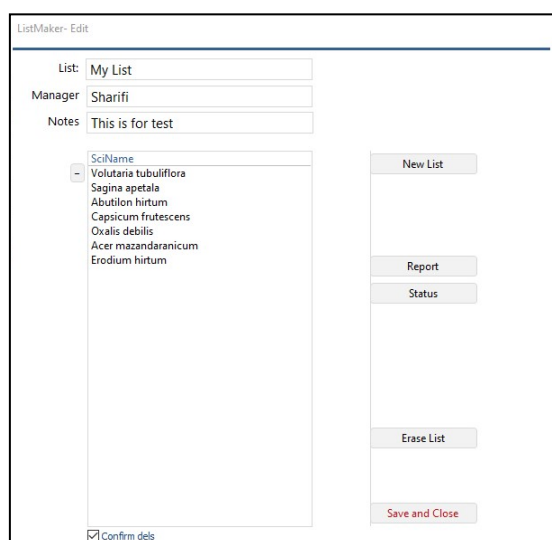 ListMaker- Edit
List: My List
Manager Sharifi
Notes This is for test
SciName
-
Volutaria tubuliflora
Sagina apetala
Abutilon hirtum
Capsicum frutescens
Oxalis debilis
Acer mazandaranicum
Erodium hirtum
New List
Report
Status
Erase List
Save and Close
Confirm dels